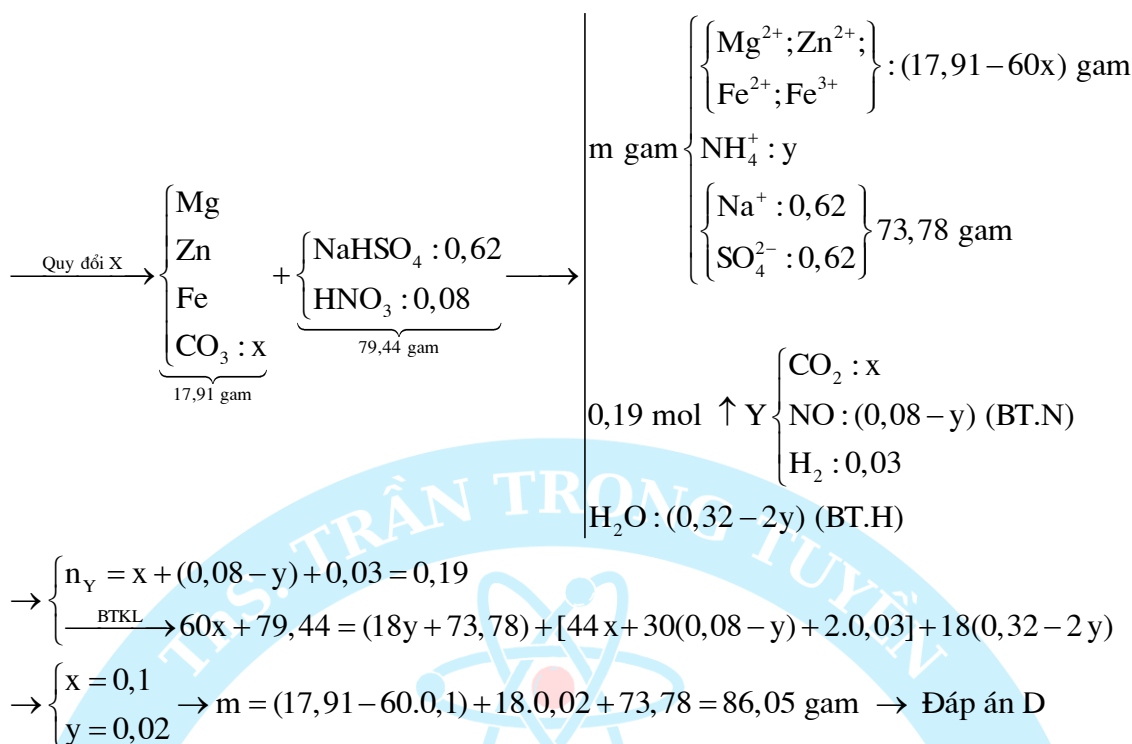 Quy đổi X → { Mg Zn Fe CO₃ : x } 17,91 gam + { NaHSO₄ : 0,62 HNO₃ : 0,08 } 79,44 gam →
m gam { { Mg²⁺; Zn²⁺; Fe²⁺; Fe³⁺ } : (17,91 − 60x) gam
NH₄⁺ : y
{ Na⁺ : 0,62 SO₄²⁻ : 0,62 } 73,78 gam
0,19 mol ↑ Y { CO₂ : x
NO : (0,08 − y) (BT.N)
H₂ : 0,03
H₂O : (0,32 − 2y) (BT.H)
ThS. TRẦN TRỌNG TUYỀN
→ { n_Y = x + (0,08 − y) + 0,03 = 0,19
BTKL → 60x + 79,44 = (18y + 73,78) + [44x + 30(0,08 − y) + 2.0,03] + 18(0,32 − 2y)
→ { x = 0,1
y = 0,02 → m = (17,91 − 60.0,1) + 18.0,02 + 73,78 = 86,05 gam → Đáp án D